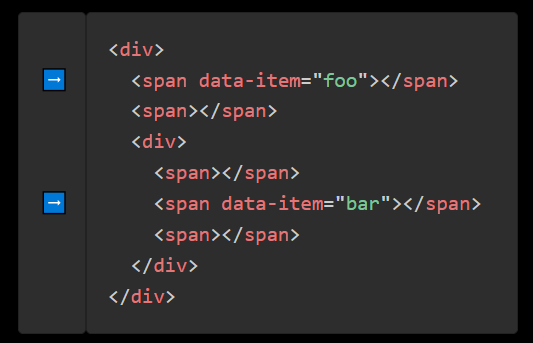 <div>
  <span data-item="foo"></span>
  <span></span>
  <div>
    <span></span>
    <span data-item="bar"></span>
    <span></span>
  </div>
</div>